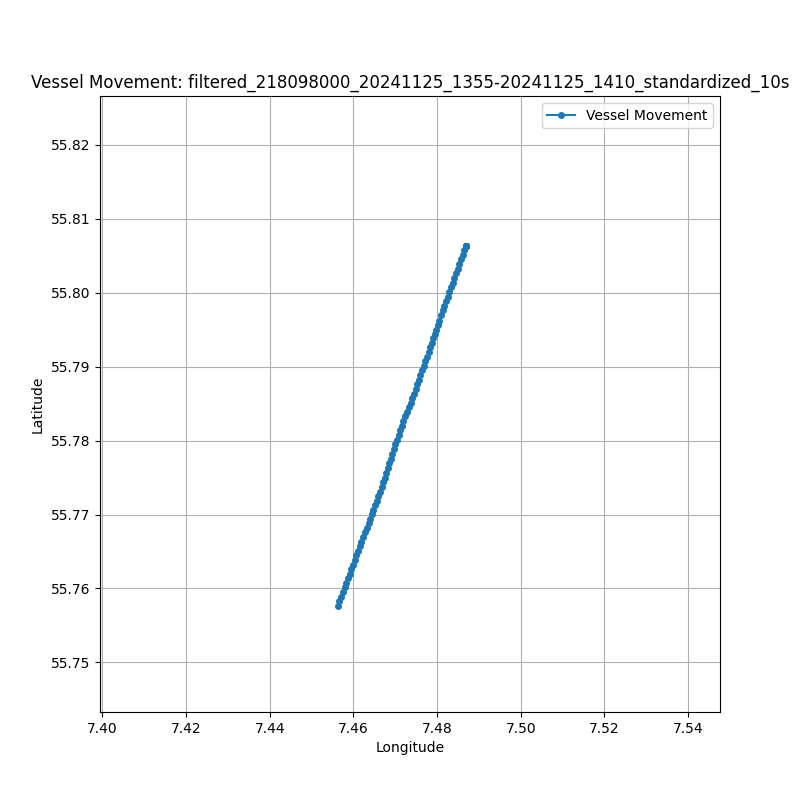 Vessel Movement: filtered_218098000_20241125_1355-20241125_1410_standardized_10s
Vessel Movement
55.82
55.81
55.80
55.79
55.78
55.77
55.76
55.75
Latitude
7.40 7.42 7.44 7.46 7.48 7.50 7.52 7.54
Longitude